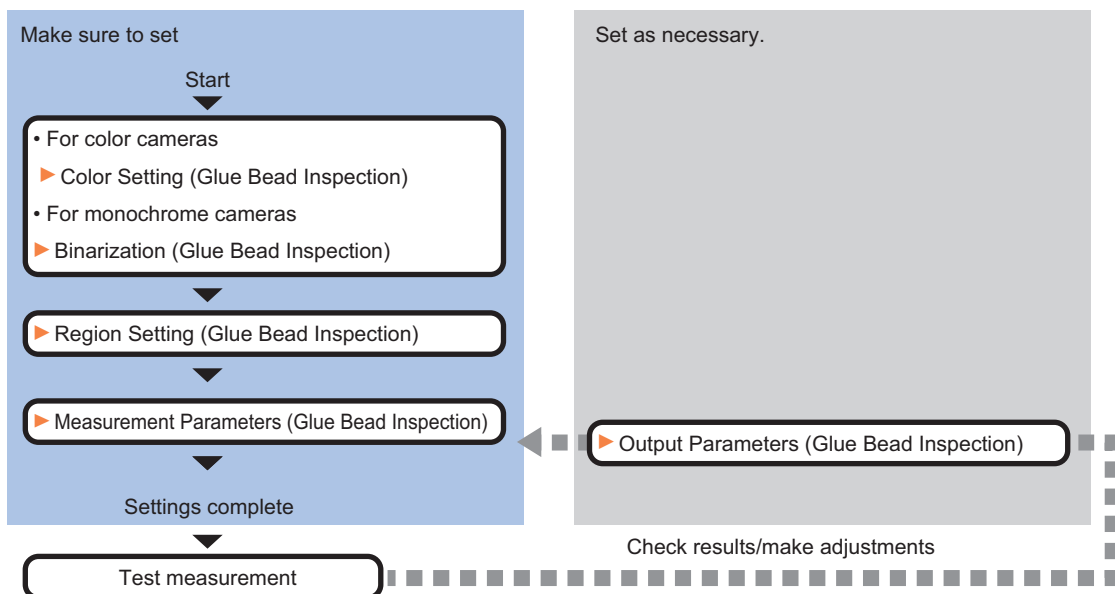 Make sure to set
Start
• For color cameras
Color Setting (Glue Bead Inspection)
• For monochrome cameras
Binarization (Glue Bead Inspection)
Region Setting (Glue Bead Inspection)
Measurement Parameters (Glue Bead Inspection)
Settings complete
Test measurement
Set as necessary.
Output Parameters (Glue Bead Inspection)
Check results/make adjustments